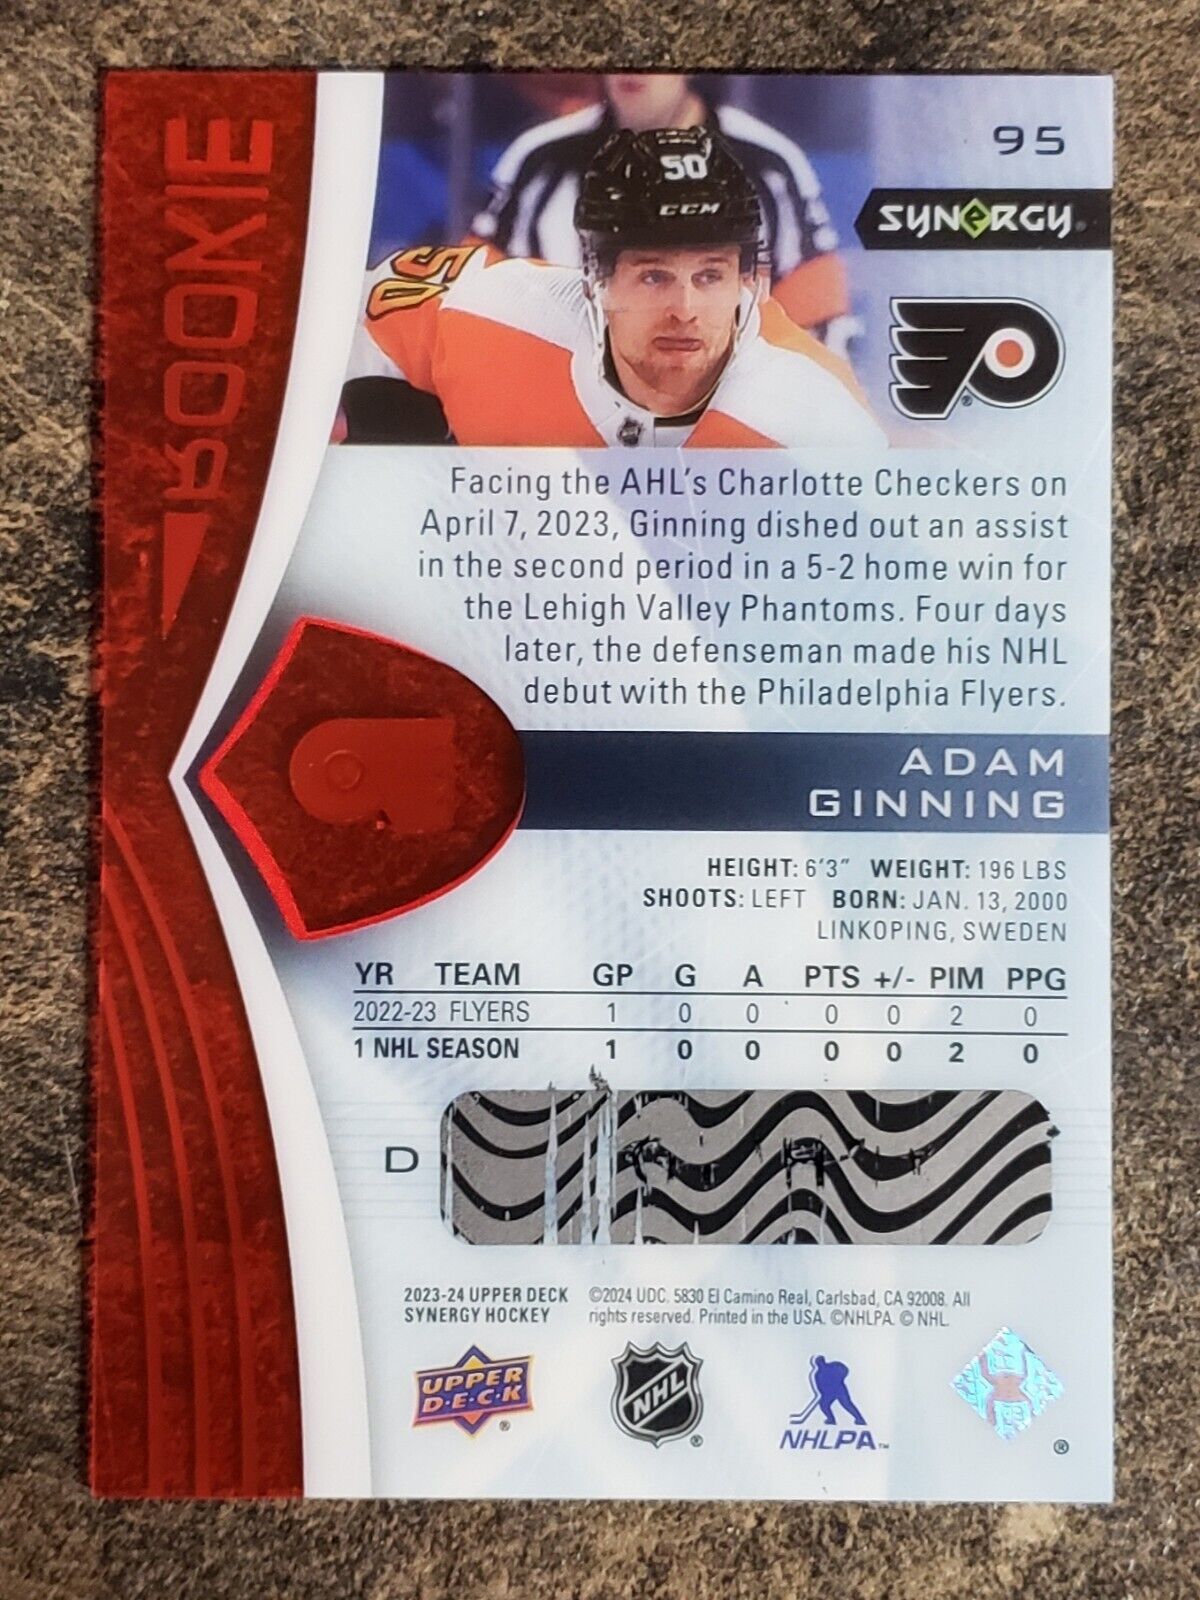 95
ROOKIE
SYNERGY
50
CCM
50
Facing the AHL's Charlotte Checkers on
April 7, 2023, Ginning dished out an assist
in the second period in a 5-2 home win for
the Lehigh Valley Phantoms. Four days
later, the defenseman made his NHL
debut with the Philadelphia Flyers.
ADAM
GINNING
HEIGHT: 6'3" WEIGHT: 196 LBS
SHOOTS: LEFT BORN: JAN. 13, 2000
LINKOPING, SWEDEN
YR TEAM GP G A PTS +/- PIM PPG
2022-23 FLYERS 1 0 0 0 0 2 0
1 NHL SEASON 1 0 0 0 0 2 0
D
2023-24 UPPER DECK
SYNERGY HOCKEY
©2024 UDC. 5830 El Camino Real, Carlsbad, CA 92008. All
rights reserved. Printed in the USA. ©NHLPA. © NHL.
UPPER
D·E·C·K ®
NHL ®
NHLPA™
®